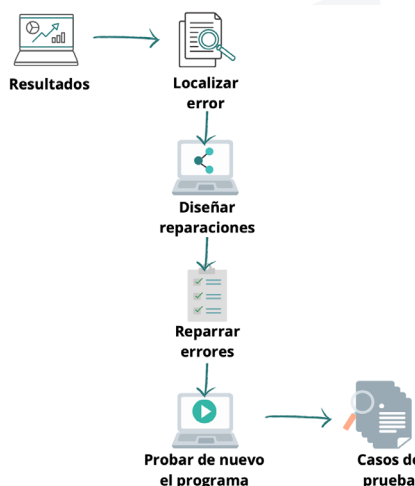 Resultados
Localizar
error
Diseñar
reparaciones
Reparrar
errores
Probar de nuevo
el programa
Casos de
prueba